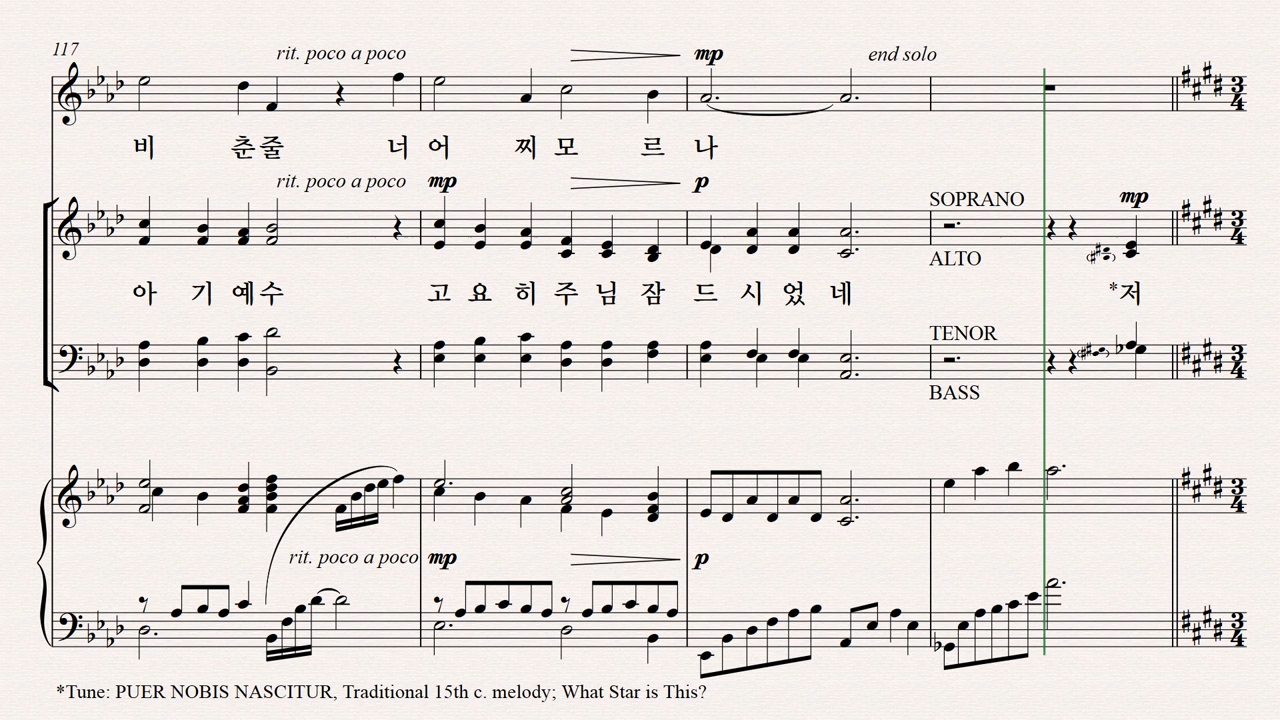 117
rit. poco a poco
mp
end solo
비 춘 줄 너 어 찌 모 르 나
rit. poco a poco
mp
p
SOPRANO
mp
ALTO
아 기 예 수 고 요 히 주 님 잠 드 시 었 네 *저
TENOR
BASS
rit. poco a poco
mp
p
*Tune: PUER NOBIS NASCITUR, Traditional 15th c. melody; What Star is This?
3
4